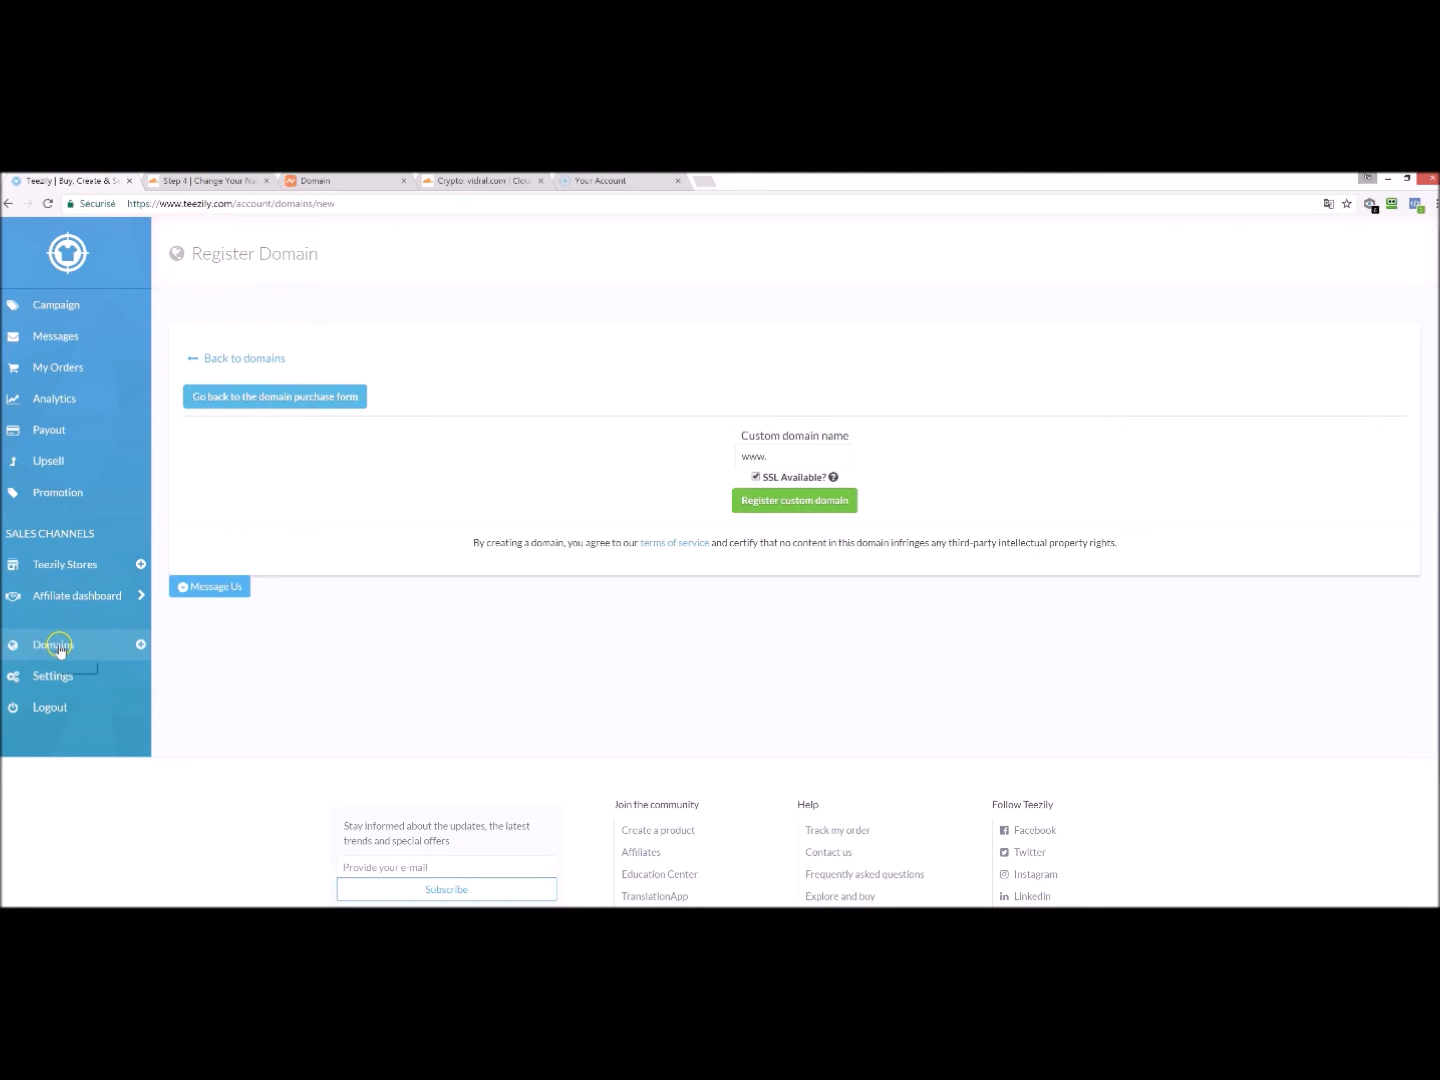 Teezily | Buy, Create & S
Step 4 | Change Your Na
Domain
Crypto: vidral.com | Clou
Your Account
Sécurisé
https://www.teezily.com/account/domains/new
Register Domain
Campaign
Messages
My Orders
Analytics
Payout
Upsell
Promotion
SALES CHANNELS
Teezily Stores
Affiliate dashboard
Domains
Settings
Logout
Back to domains
Go back to the domain purchase form
Custom domain name
www.
SSL Available?
Register custom domain
By creating a domain, you agree to our terms of service and certify that no content in this domain infringes any third-party intellectual property rights.
Message Us
Stay informed about the updates, the latest
trends and special offers
Provide your e-mail
Subscribe
Join the community
Create a product
Affiliates
Education Center
TranslationApp
Help
Track my order
Contact us
Frequently asked questions
Explore and buy
Follow Teezily
Facebook
Twitter
Instagram
LinkedIn